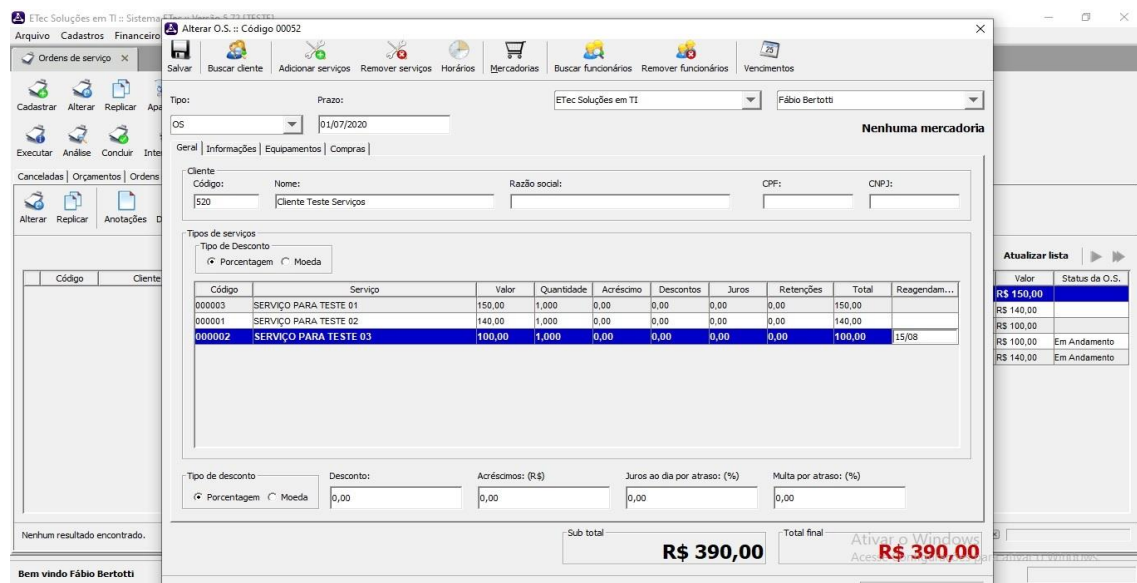 ETec Soluções em TI :: Sistema ETec :: Versão 5.72 [TESTE]
Arquivo Cadastros Financeiro
Ordens de serviço
Cadastrar Alterar Replicar Apa
Executar Análise Concluir Inte
Canceladas Orçamentos Ordens
Alterar Replicar Anotações D
Código Cliente
Nenhum resultado encontrado.
Bem vindo Fábio Bertotti
Alterar O.S. :: Código 00052
Salvar Buscar cliente Adicionar serviços Remover serviços Horários Mercadorias Buscar funcionários Remover funcionários Vencimentos
Tipo: Prazo: ETec Soluções em TI Fábio Bertotti
OS 01/07/2020
Nenhuma mercadoria
Geral Informações Equipamentos Compras
Cliente
Código: Nome: Razão social: CPF: CNPJ:
520 Cliente Teste Serviços
Tipos de serviços
Tipo de Desconto
Porcentagem Moeda
Código Serviço Valor Quantidade Acréscimo Descontos Juros Retenções Total Reagendam...
000003 SERVIÇO PARA TESTE 01 150,00 1,000 0,00 0,00 0,00 0,00 150,00
000001 SERVIÇO PARA TESTE 02 140,00 1,000 0,00 0,00 0,00 0,00 140,00
000002 SERVIÇO PARA TESTE 03 100,00 1,000 0,00 0,00 0,00 0,00 100,00 15/08
Tipo de desconto Desconto: Acréscimos: (R$) Juros ao dia por atraso: (%) Multa por atraso: (%)
Porcentagem Moeda 0,00 0,00 0,00 0,00
Sub total Total final
R$ 390,00 R$ 390,00
Ativar o Windows
Atualizar lista
Valor Status da O.S.
R$ 150,00
R$ 140,00
R$ 100,00
R$ 100,00 Em Andamento
R$ 140,00 Em Andamento